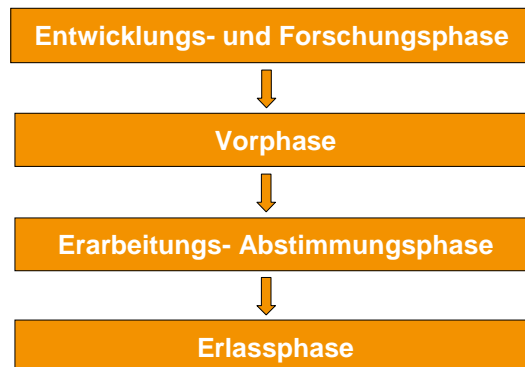 Entwicklungs- und Forschungsphase
Vorphase
Erarbeitungs- Abstimmungsphase
Erlassphase